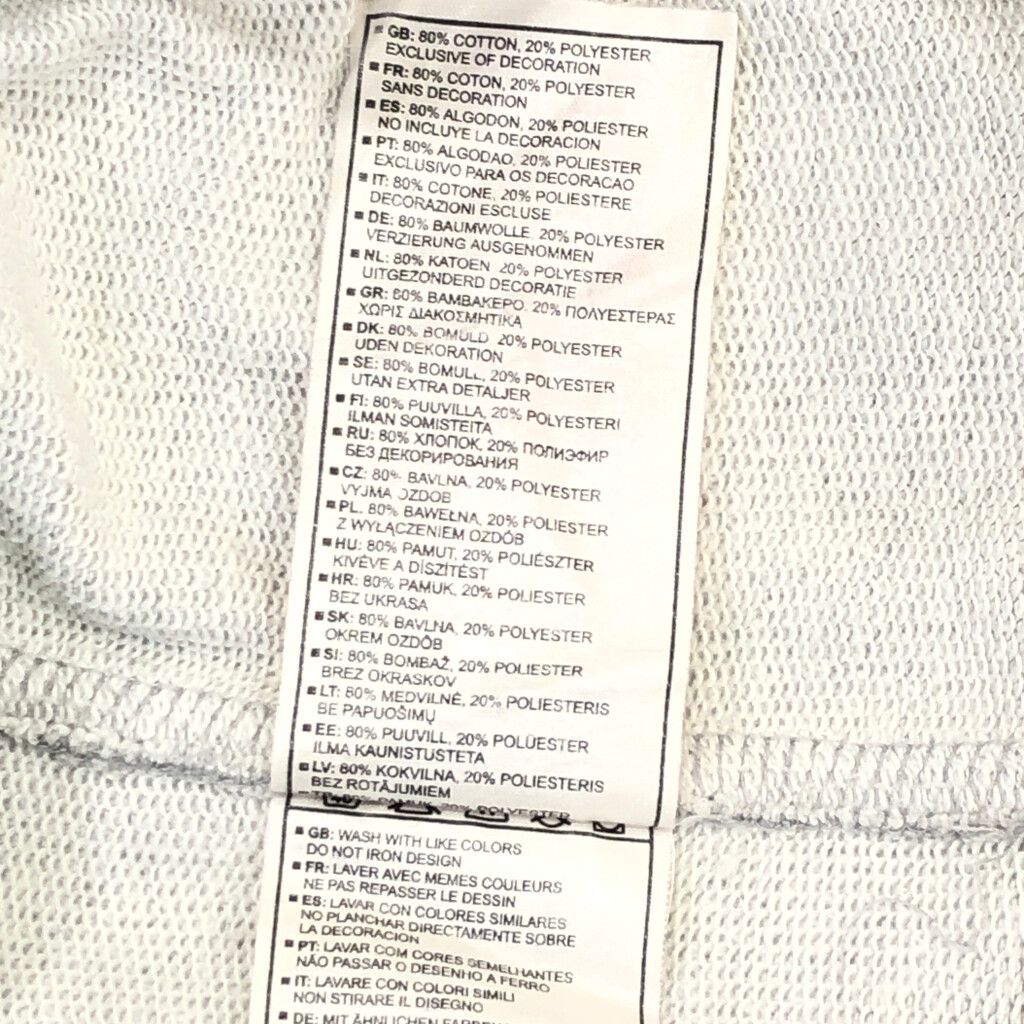 GB: 80% COTTON, 20% POLYESTER
EXCLUSIVE OF DECORATION
FR: 80% COTON, 20% POLYESTER
SANS DECORATION
ES: 80% ALGODON, 20% POLIESTER
NO INCLUYE LA DECORACION
PT: 80% ALGODAO, 20% POLIESTER
EXCLUSIVO PARA OS DECORACAO
IT: 80% COTONE, 20% POLIESTERE
DECORAZIONI ESCLUSE
DE: 80% BAUMWOLLE, 20% POLYESTER
VERZIERUNG AUSGENOMMEN
NL: 80% KATOEN 20% POLYESTER
UITGEZONDERD DECORATIE
GR: 80% ΒΑΜΒΑΚΕΡΟ. 20% ΠΟΛΥΕΣΤΕΡΑΣ
ΧΩΡΙΣ ΔΙΑΚΟΣΜΗΤΙΚΑ
DK: 80% BOMULD 20% POLYESTER
UDEN DEKORATION
SE: 80% BOMULL, 20% POLYESTER
UTAN EXTRA DETALJER
FI: 80% PUUVILLA, 20% POLYESTERI
ILMAN SOMISTEITA
RU: 80% ХЛОПОК, 20% ПОЛИЭФИР
БЕЗ ДЕКОРИРОВАНИЯ
CZ: 80% BAVLNA, 20% POLYESTER
VYJMA OZDOB
PL. 80% BAWEŁNA, 20% POLIESTER
Z WYŁĄCZENIEM OZDÓB
HU: 80% PAMUT, 20% POLIÉSZTER
KIVÉVE A DÍSZÍTÉST
HR: 80% PAMUK, 20% POLIESTER
BEZ UKRASA
SK: 80% BAVLNA, 20% POLYESTER
OKREM OZDÔB
SI: 80% BOMBAŽ, 20% POLIESTER
BREZ OKRASKOV
LT: 80% MEDVILNĖ, 20% POLIESTERIS
BE PAPUOŠIMŲ
EE: 80% PUUVILL, 20% POLÜESTER
ILMA KAUNISTUSTETA
LV: 80% KOKVILNA, 20% POLIESTERIS
BEZ ROTĀJUMIEM
PAMUK, 20% POLYESTER
GB: WASH WITH LIKE COLORS
DO NOT IRON DESIGN
FR: LAVER AVEC MEMES COULEURS
NE PAS REPASSER LE DESSIN
ES: LAVAR CON COLORES SIMILARES
NO PLANCHAR DIRECTAMENTE SOBRE
LA DECORACION
PT: LAVAR COM CORES SEMELHANTES
NÃO PASSAR O DESENHO A FERRO
IT: LAVARE CON COLORI SIMILI
NON STIRARE IL DISEGNO
DE: MIT ÄHNLICHEN